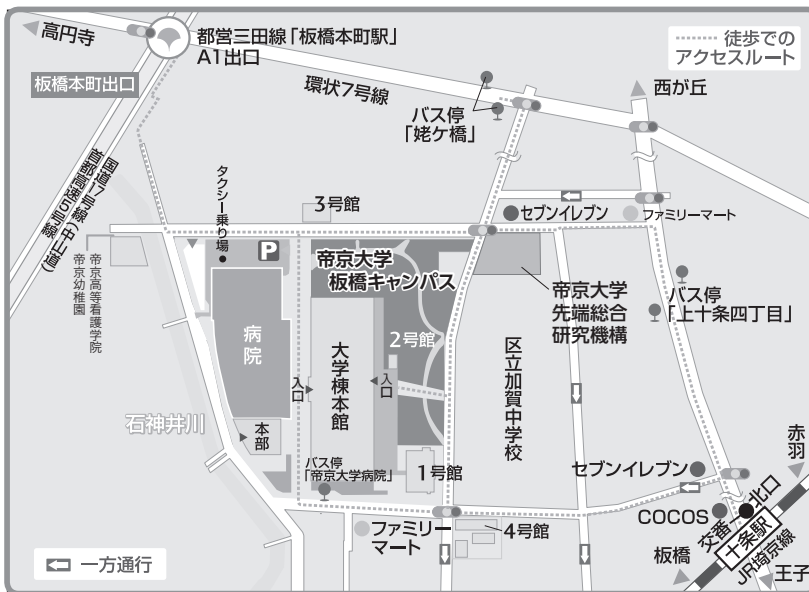 高円寺
都営三田線「板橋本町駅」
A1出口
徒歩での
アクセスルート
板橋本町出口
環状7号線
バス停
「姥ケ橋」
西が丘
国道17号線(中山道)
首都高速5号線
タクシー乗り場
3号館
セブンイレブン
ファミリーマート
P
帝京大学
板橋キャンパス
帝京高等看護学院
帝京幼稚園
帝京大学
先端総合
研究機構
バス停
「上十条四丁目」
病院
2号館
大学棟本館
入口
入口
区立加賀中学校
石神井川
本部
バス停
「帝京大学病院」
1号館
セブンイレブン
赤羽
COCOS
交番
北口
十条駅
JR埼京線
ファミリー
マート
4号館
板橋
王子
一方通行